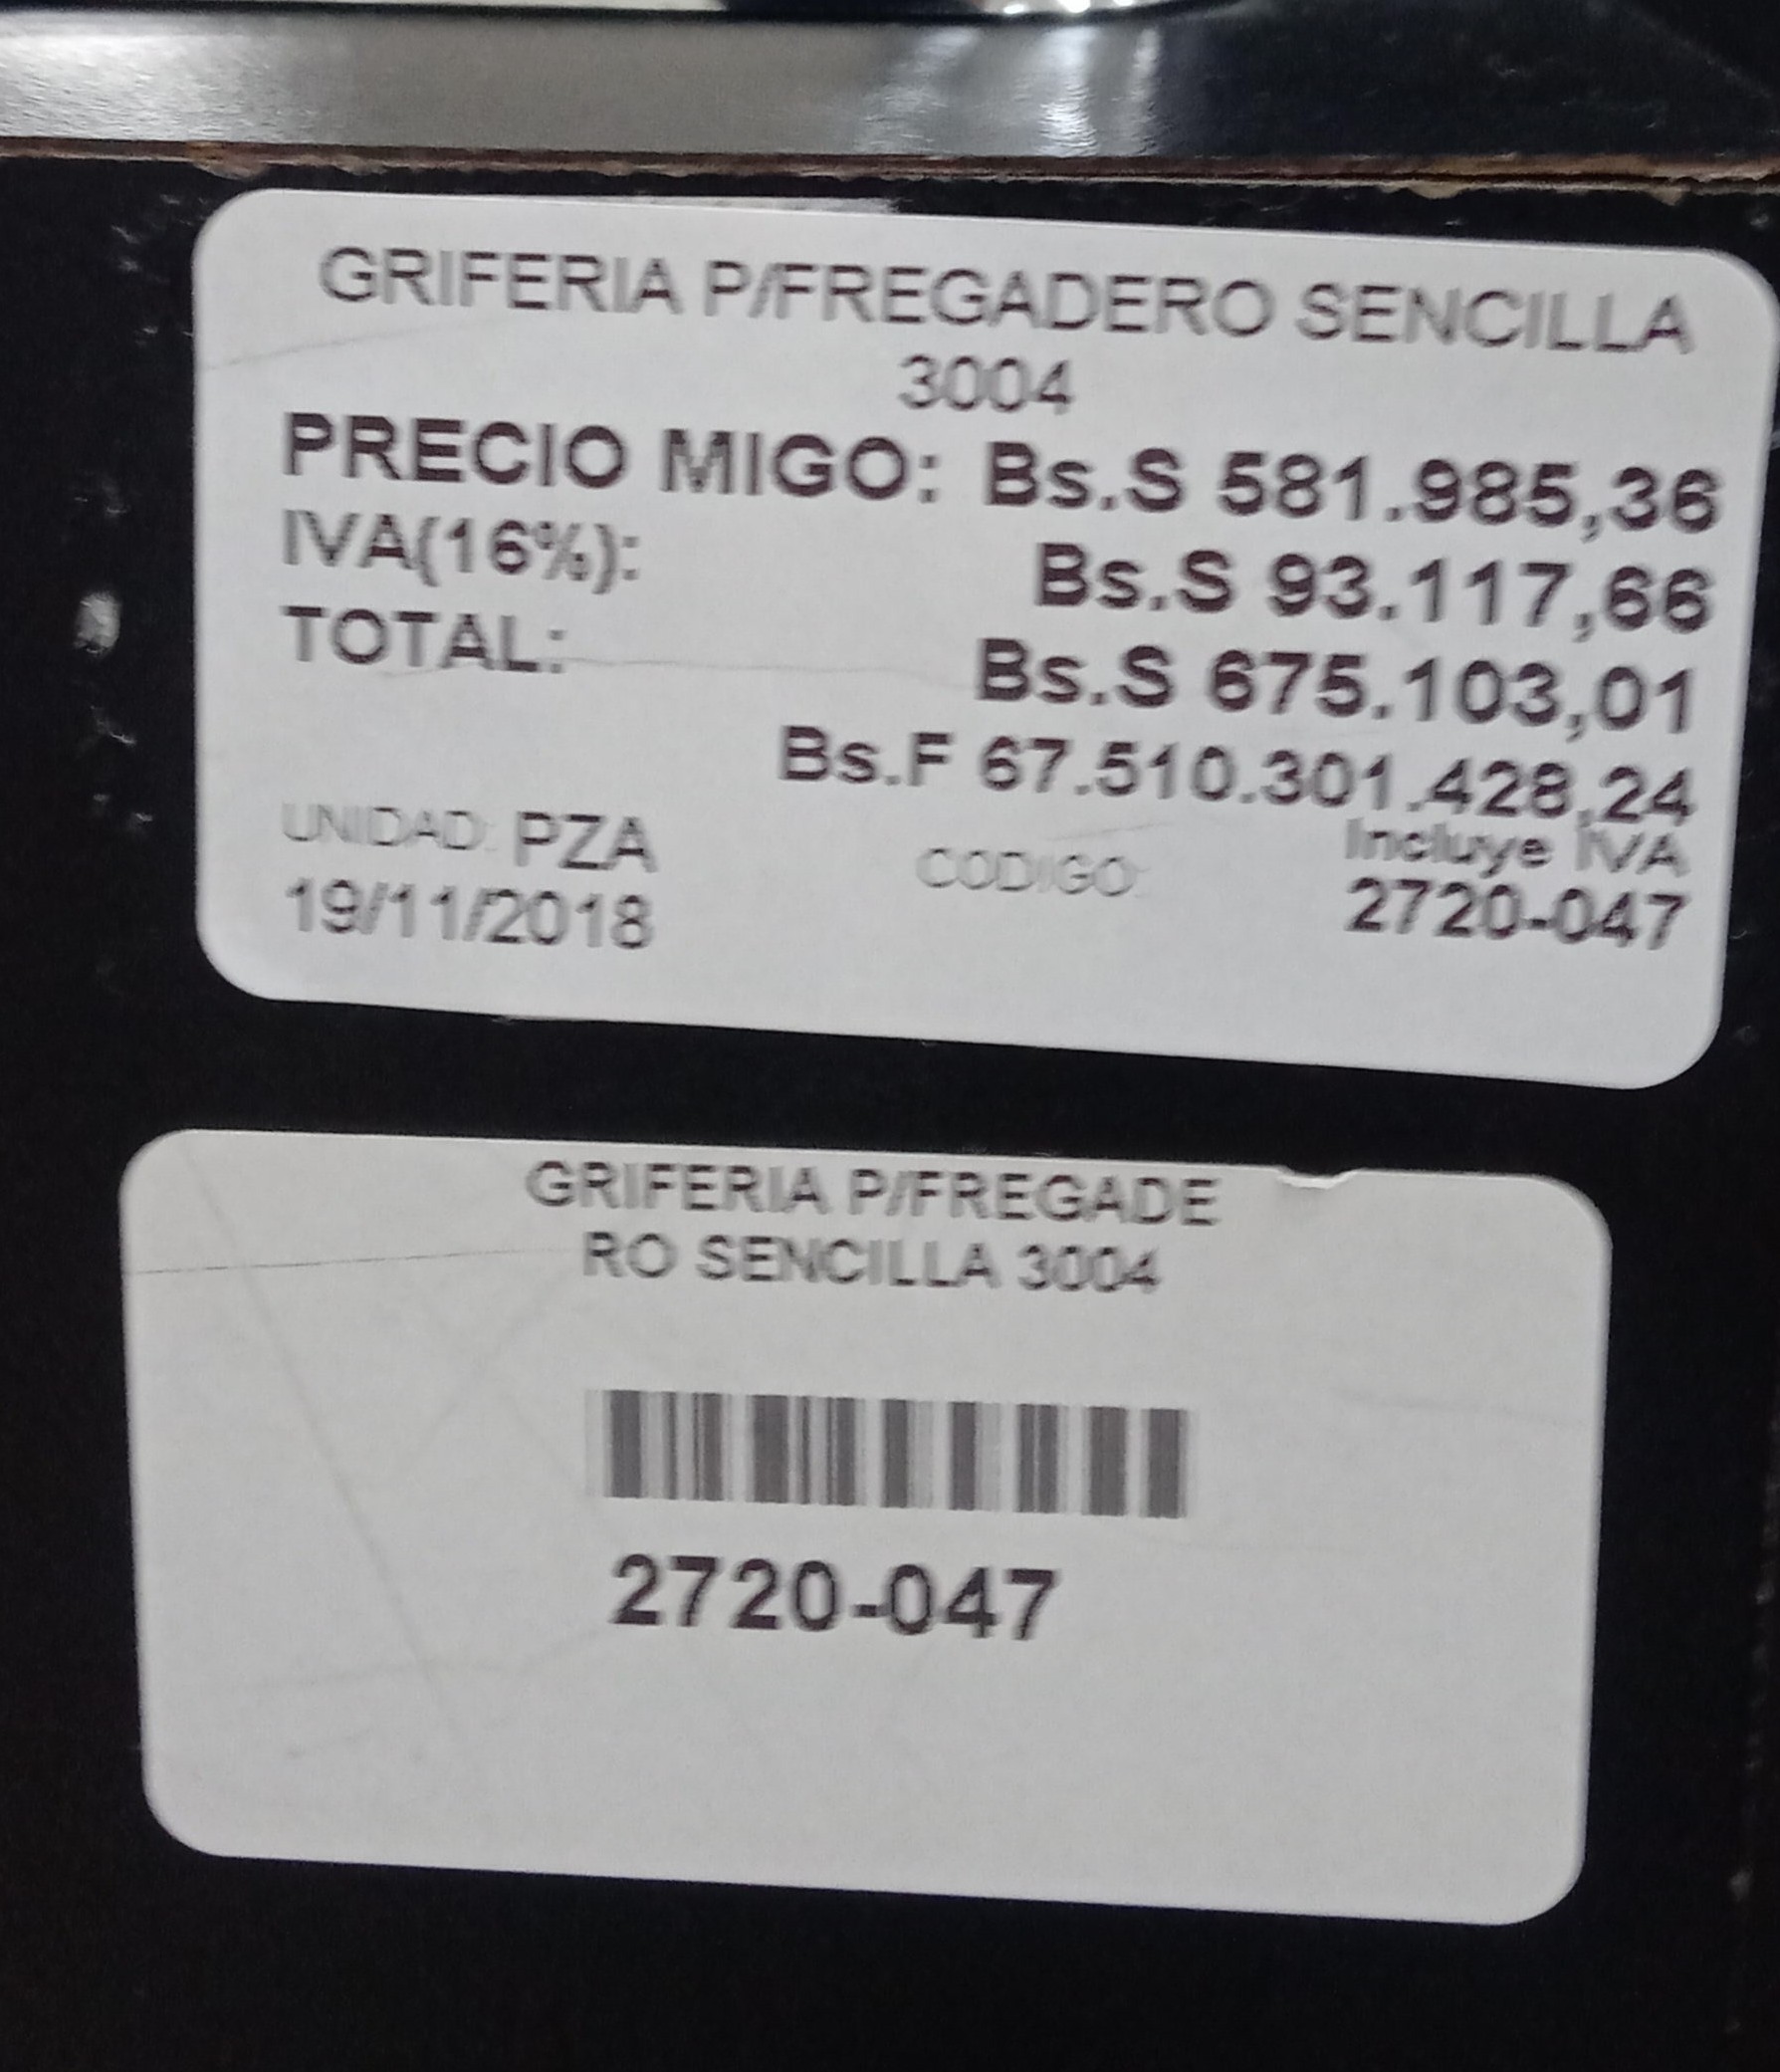 GRIFERIA P/FREGADERO SENCILLA
3004
PRECIO MIGO: Bs.S 581.985,36
IVA(16%): Bs.S 93.117,66
TOTAL: Bs.S 675.103,01
Bs.F 67.510.301.428,24
Incluye IVA
UNIDAD: PZA CODIGO: 2720-047
19/11/2018
GRIFERIA P/FREGADE
RO SENCILLA 3004
2720-047